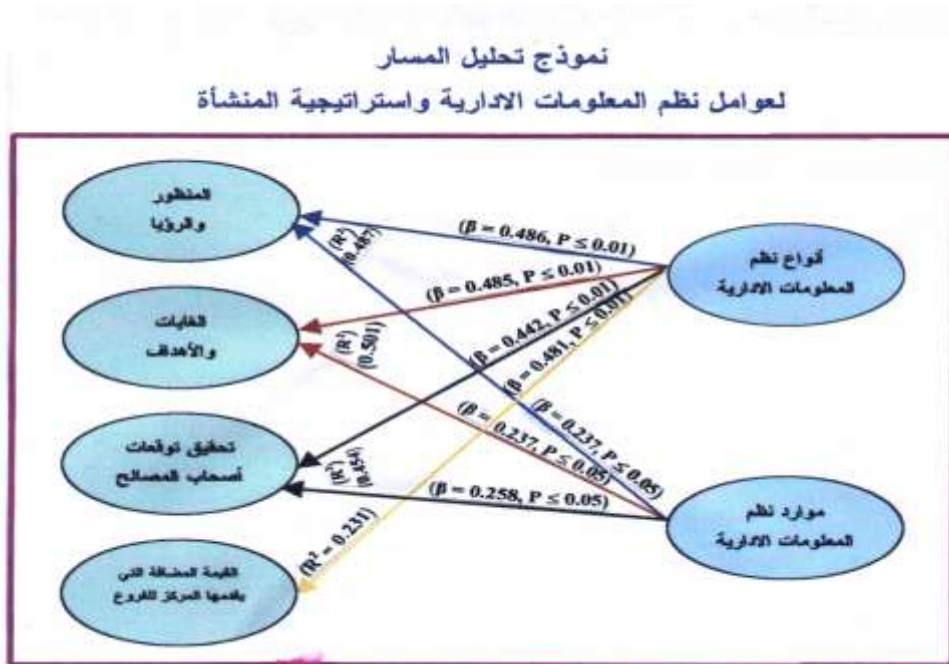 نموذج تحليل المسار
لعوامل نظم المعلومات الادارية واستراتيجية المنشأة
المنظور
والرؤيا
(β = 0.486, P ≤ 0.01)
(R²)
(0.487)
أنواع نظم
المعلومات الادارية
(β = 0.485, P ≤ 0.01)
الغايات
والأهداف
(R²)
(0.501)
(β = 0.442, P ≤ 0.01)
(β = 0.481, P ≤ 0.01)
تحقيق توقعات
أصحاب المصالح
(R²)
(0.454)
(β = 0.237, P ≤ 0.05)
(β = 0.237, P ≤ 0.05)
(β = 0.258, P ≤ 0.05)
موارد نظم
المعلومات الادارية
(R² = 0.231)
القيمة المضافة التي
يقدمها المركز للفروع